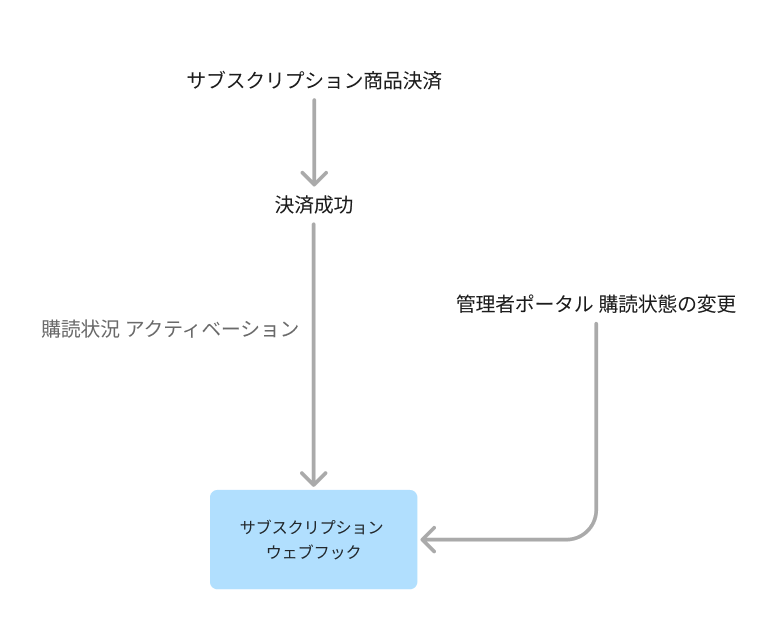 サブスクリプション商品決済
決済成功
管理者ポータル 購読状態の変更
購読状況 アクティベーション
サブスクリプション
ウェブフック